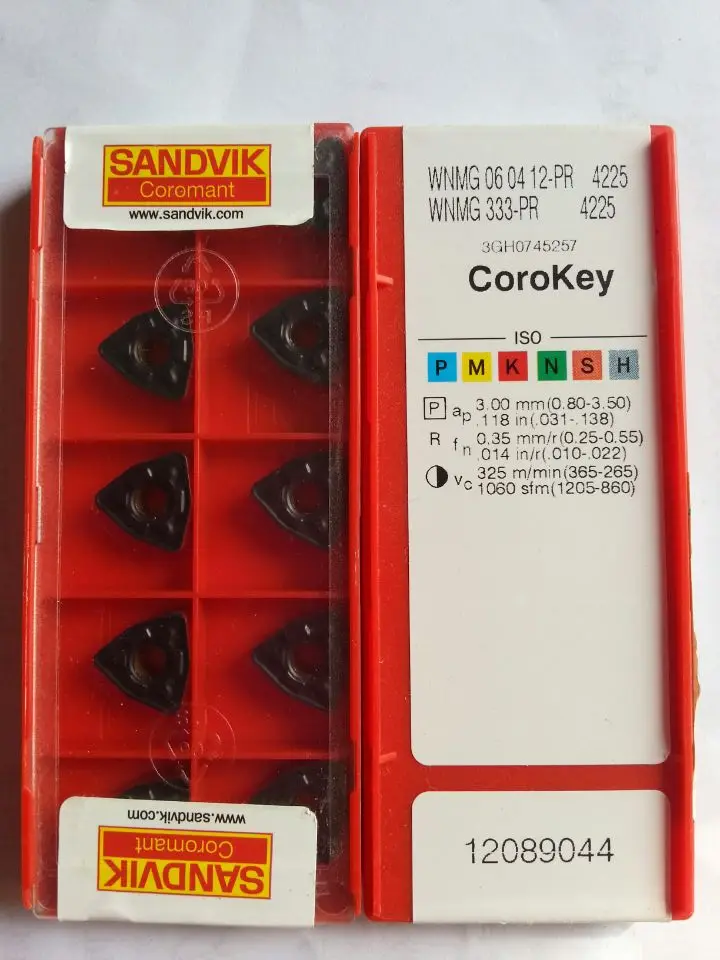 SANDVIK
Coromant
www.sandvik.com
www.sandvik.com
Coromant
SANDVIK
WNMG 06 04 12-PR 4225
WNMG 333-PR 4225
3GH0745257
CoroKey
ISO
P M K N S H
P ap 3.00 mm(0.80-3.50)
.118 in(.031-.138)
R fn 0.35 mm/r(0.25-0.55)
.014 in/r(.010-.022)
vc 325 m/min(365-265)
1060 sfm(1205-860)
12089044